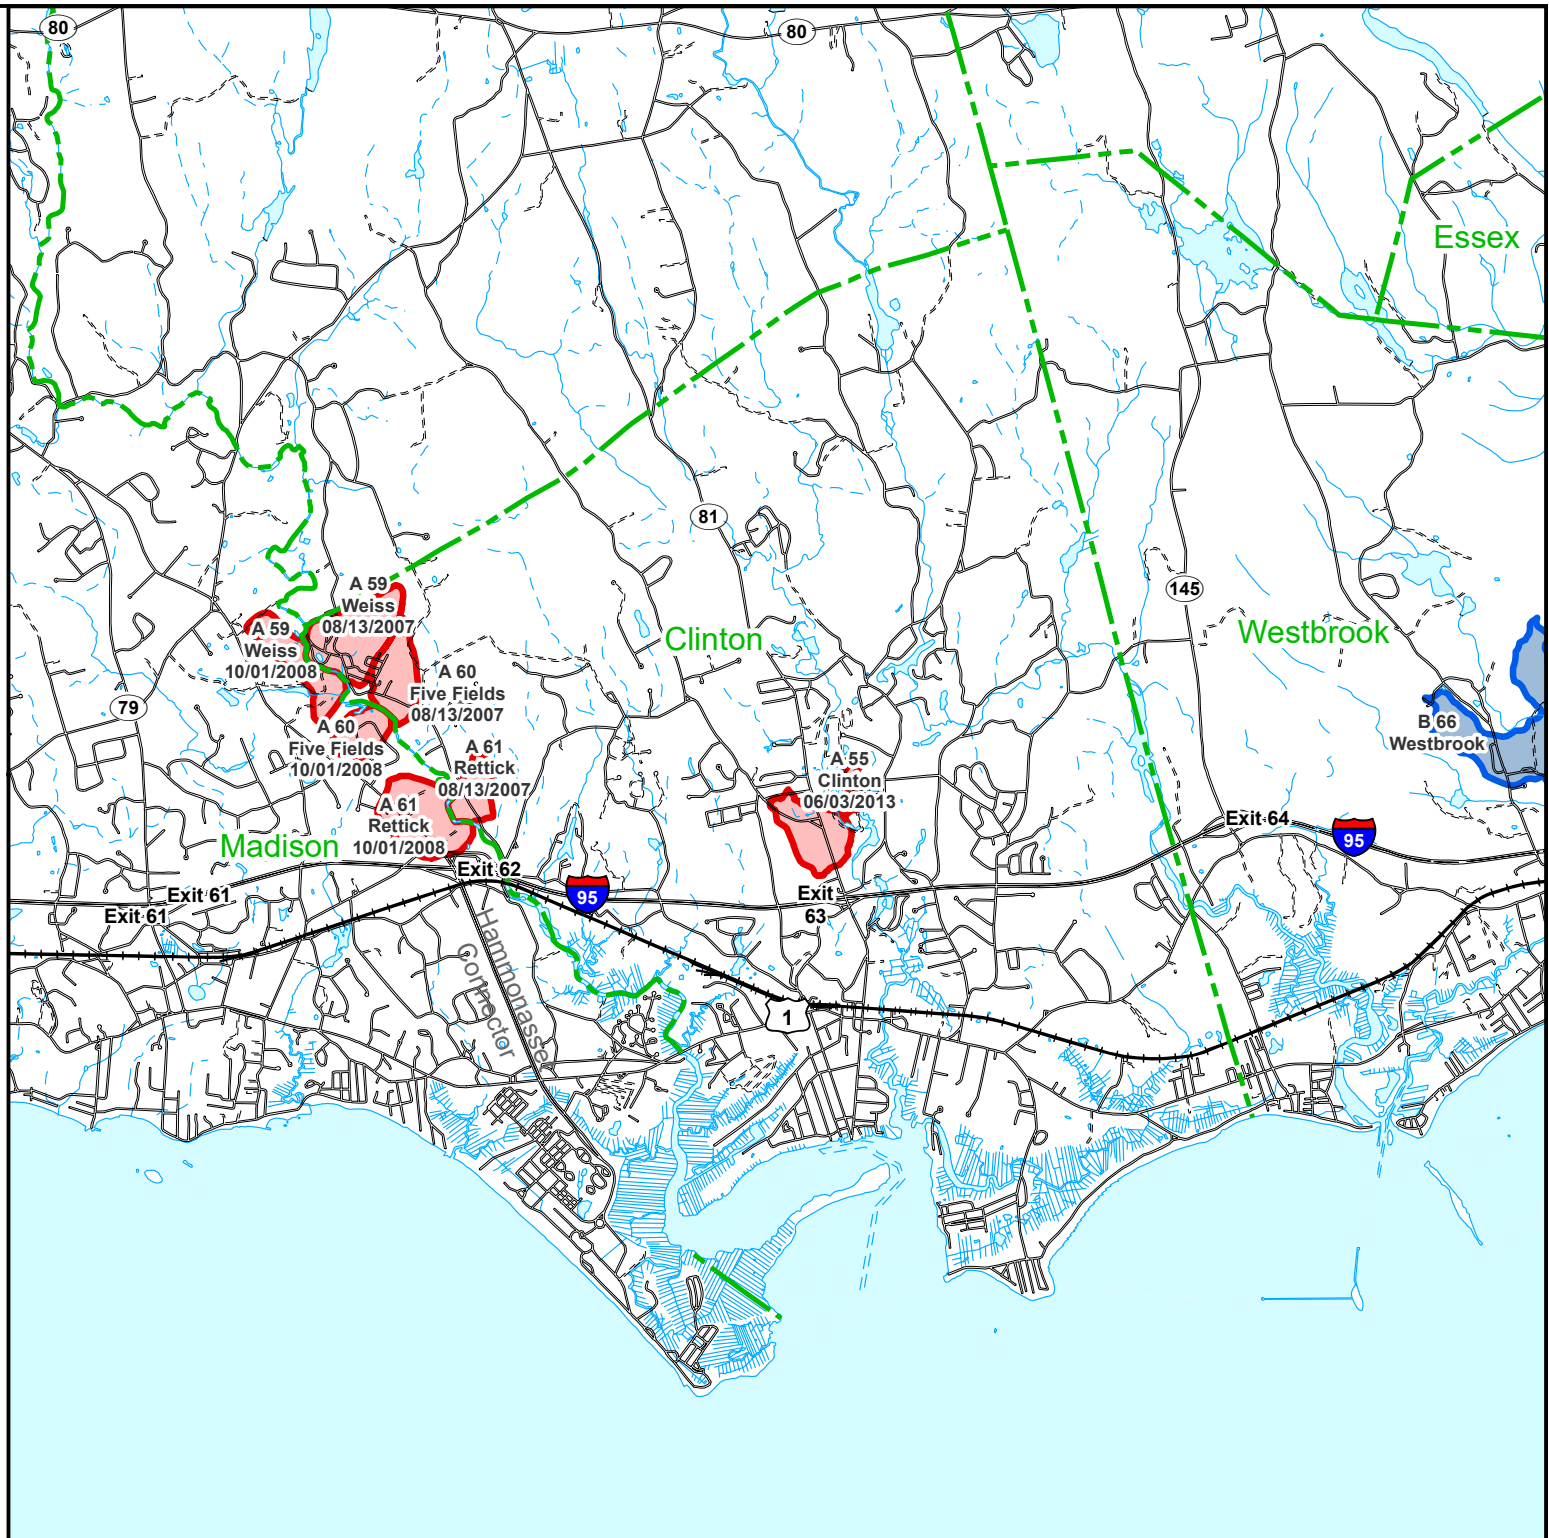 80
80
Essex
81
A 59
Weiss
08/13/2007
145
A 59
Weiss
10/01/2008
Clinton
Westbrook
A 60
Five Fields
08/13/2007
79
A 60
Five Fields
10/01/2008
B 66
Westbrook
A 61
Rettick
08/13/2007
A 55
Clinton
06/03/2013
A 61
Rettick
10/01/2008
Madison
Exit 64
95
Exit 62
Exit 61
95
Exit
63
Exit 61
Hammonasset
Connector
1